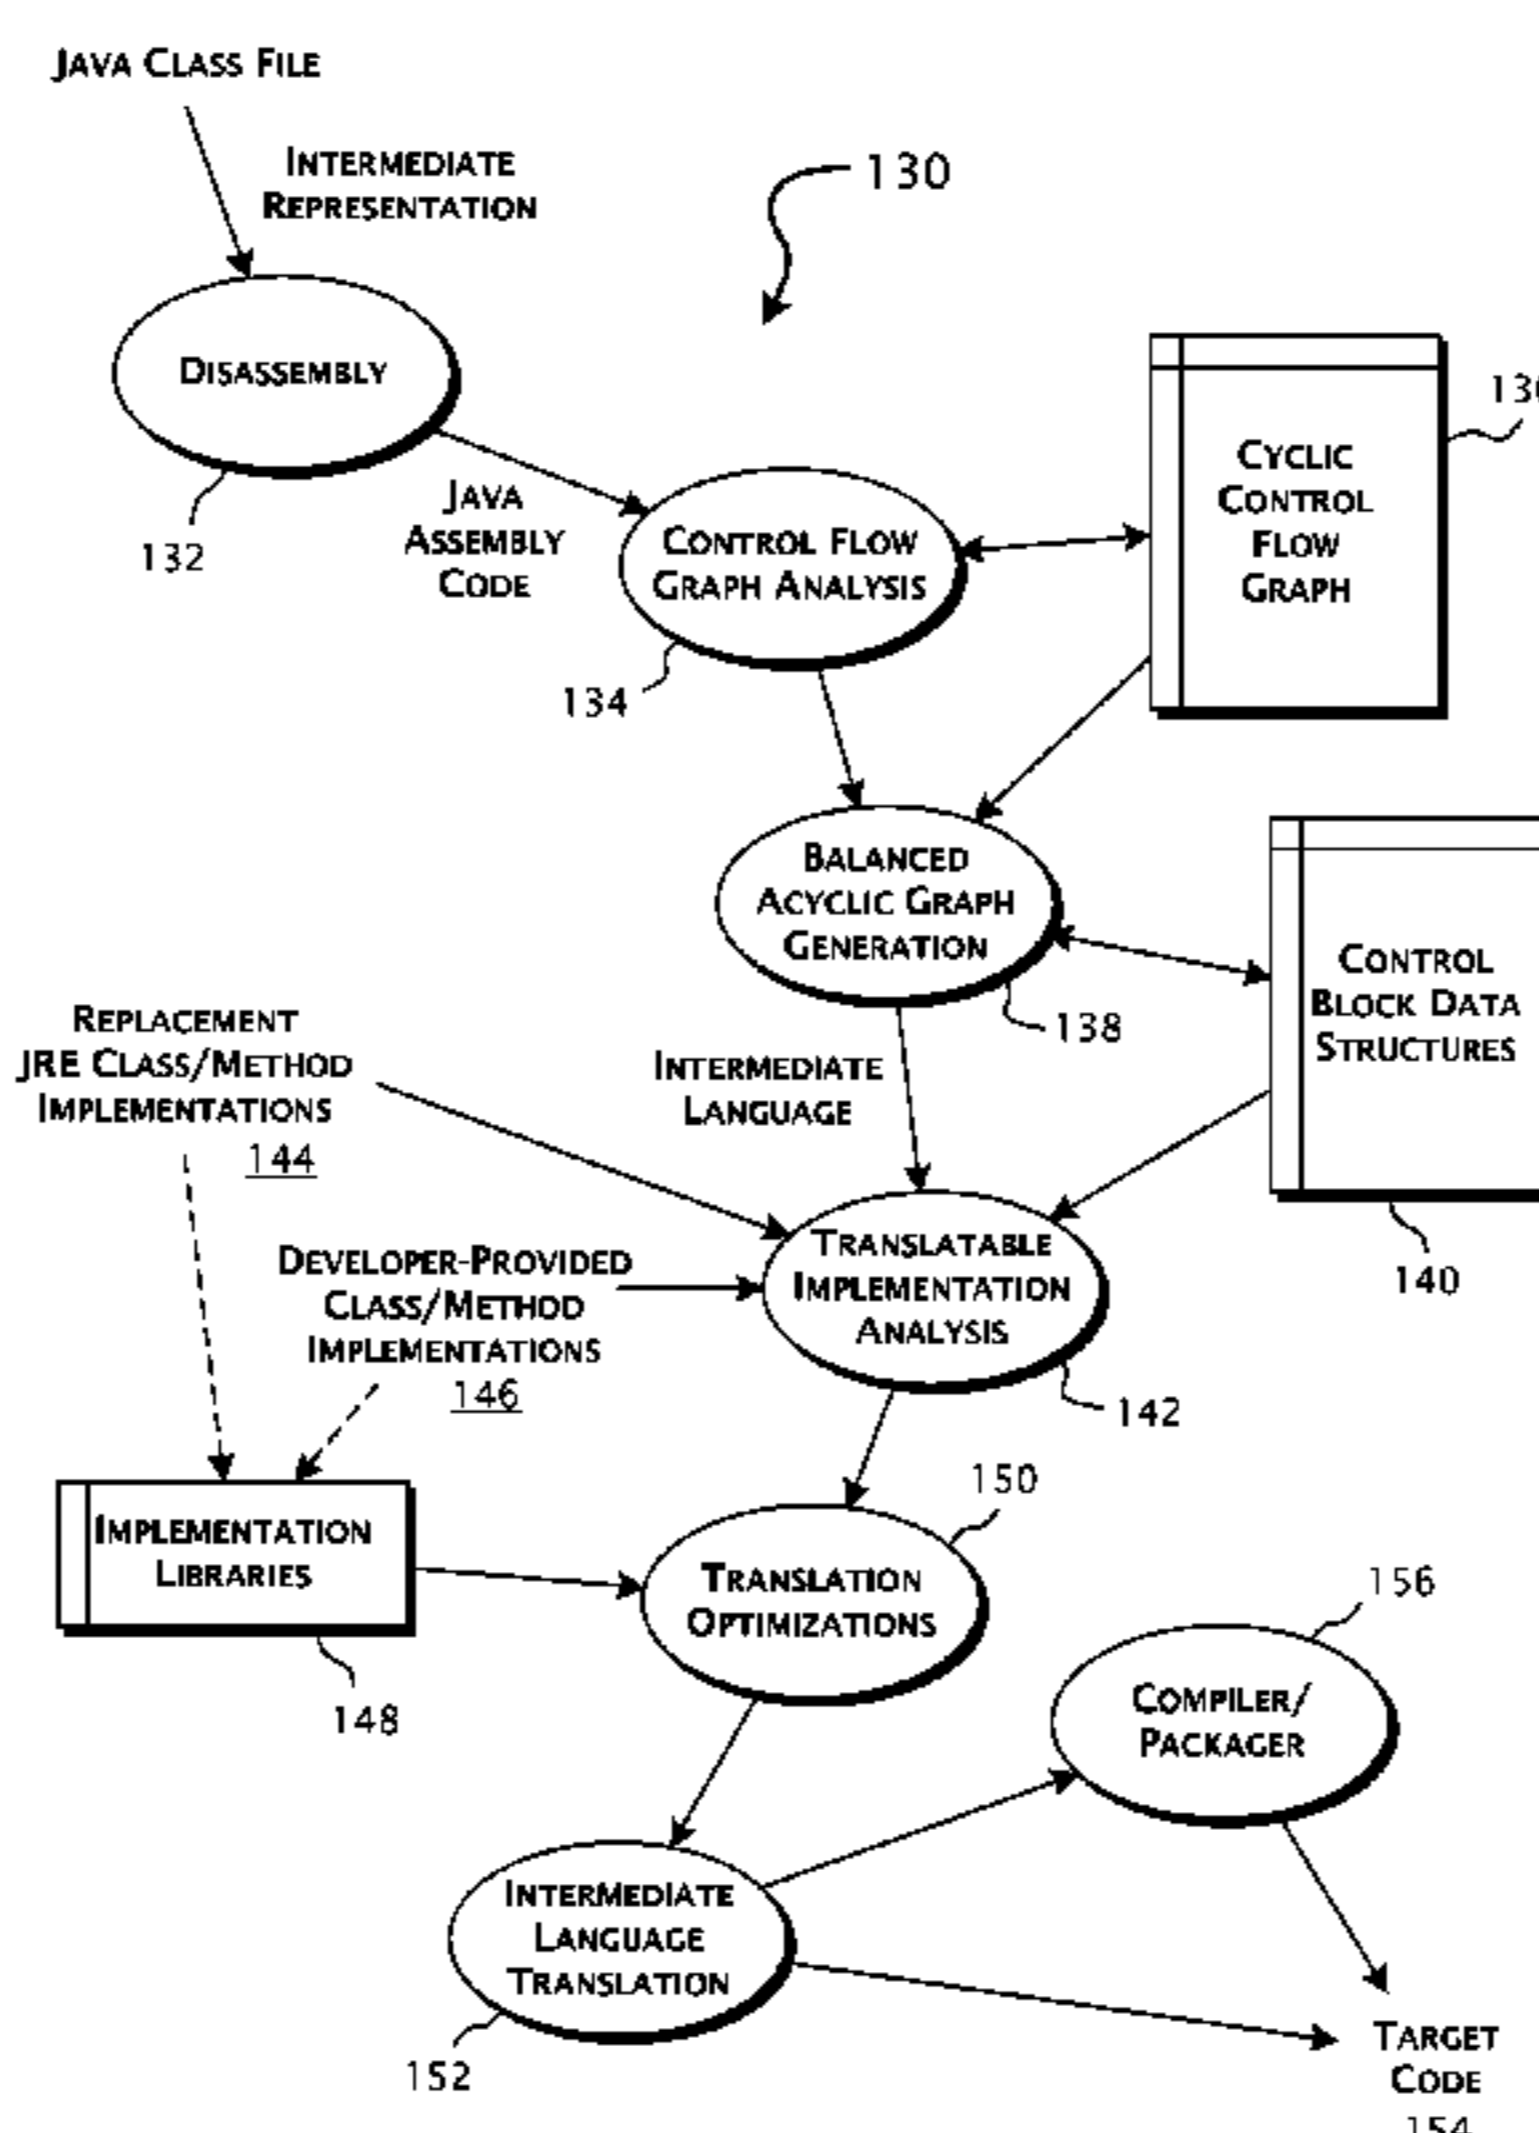 JAVA CLASS FILE
INTERMEDIATE
REPRESENTATION
130
DISASSEMBLY
132
JAVA
ASSEMBLY
CODE
CONTROL FLOW
GRAPH ANALYSIS
134
CYCLIC
CONTROL
FLOW
GRAPH
BALANCED
ACYCLIC GRAPH
GENERATION
138
CONTROL
BLOCK DATA
STRUCTURES
140
INTERMEDIATE
LANGUAGE
REPLACEMENT
JRE CLASS/METHOD
IMPLEMENTATIONS
144
DEVELOPER-PROVIDED
CLASS/METHOD
IMPLEMENTATIONS
146
TRANSLATABLE
IMPLEMENTATION
ANALYSIS
142
IMPLEMENTATION
LIBRARIES
148
150
TRANSLATION
OPTIMIZATIONS
156
COMPILER/
PACKAGER
INTERMEDIATE
LANGUAGE
TRANSLATION
152
TARGET
CODE
154